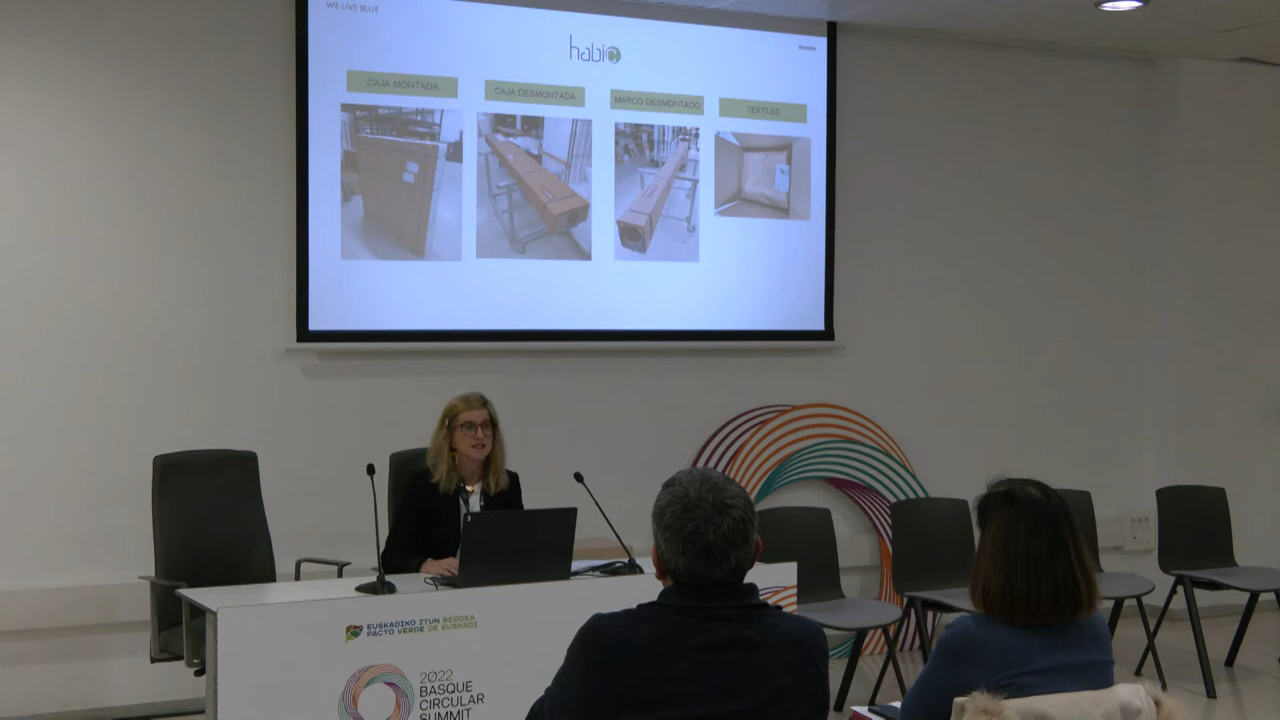 WE LIVE BLUE
habic
CAJA MONTADA
CAJA DESMONTADA
MARCO DESMONTADO
TEXTILES
EUSKADIKO ITUN BERDEA
PACTO VERDE DE EUSKADI
2022
BASQUE
CIRCULAR
SUMMIT